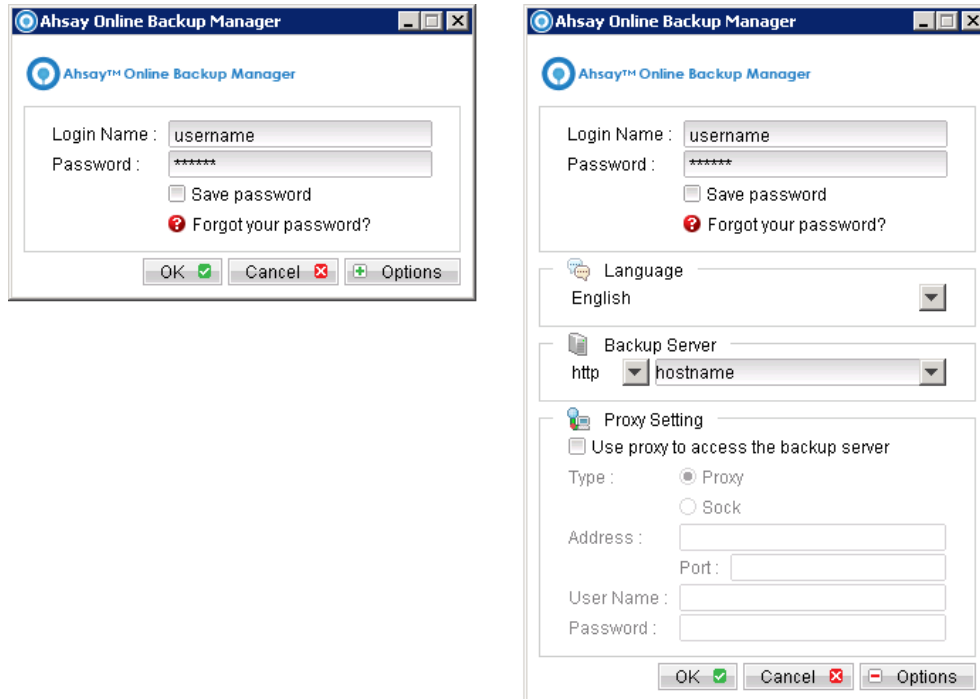 Ahsay Online Backup Manager
Ahsay™ Online Backup Manager
Login Name : username
Password : ******
Save password
Forgot your password?
OK Cancel Options
Ahsay Online Backup Manager
Ahsay™ Online Backup Manager
Login Name : username
Password : ******
Save password
Forgot your password?
Language
English
Backup Server
http hostname
Proxy Setting
Use proxy to access the backup server
Type : Proxy
Sock
Address :
Port :
User Name :
Password :
OK Cancel Options